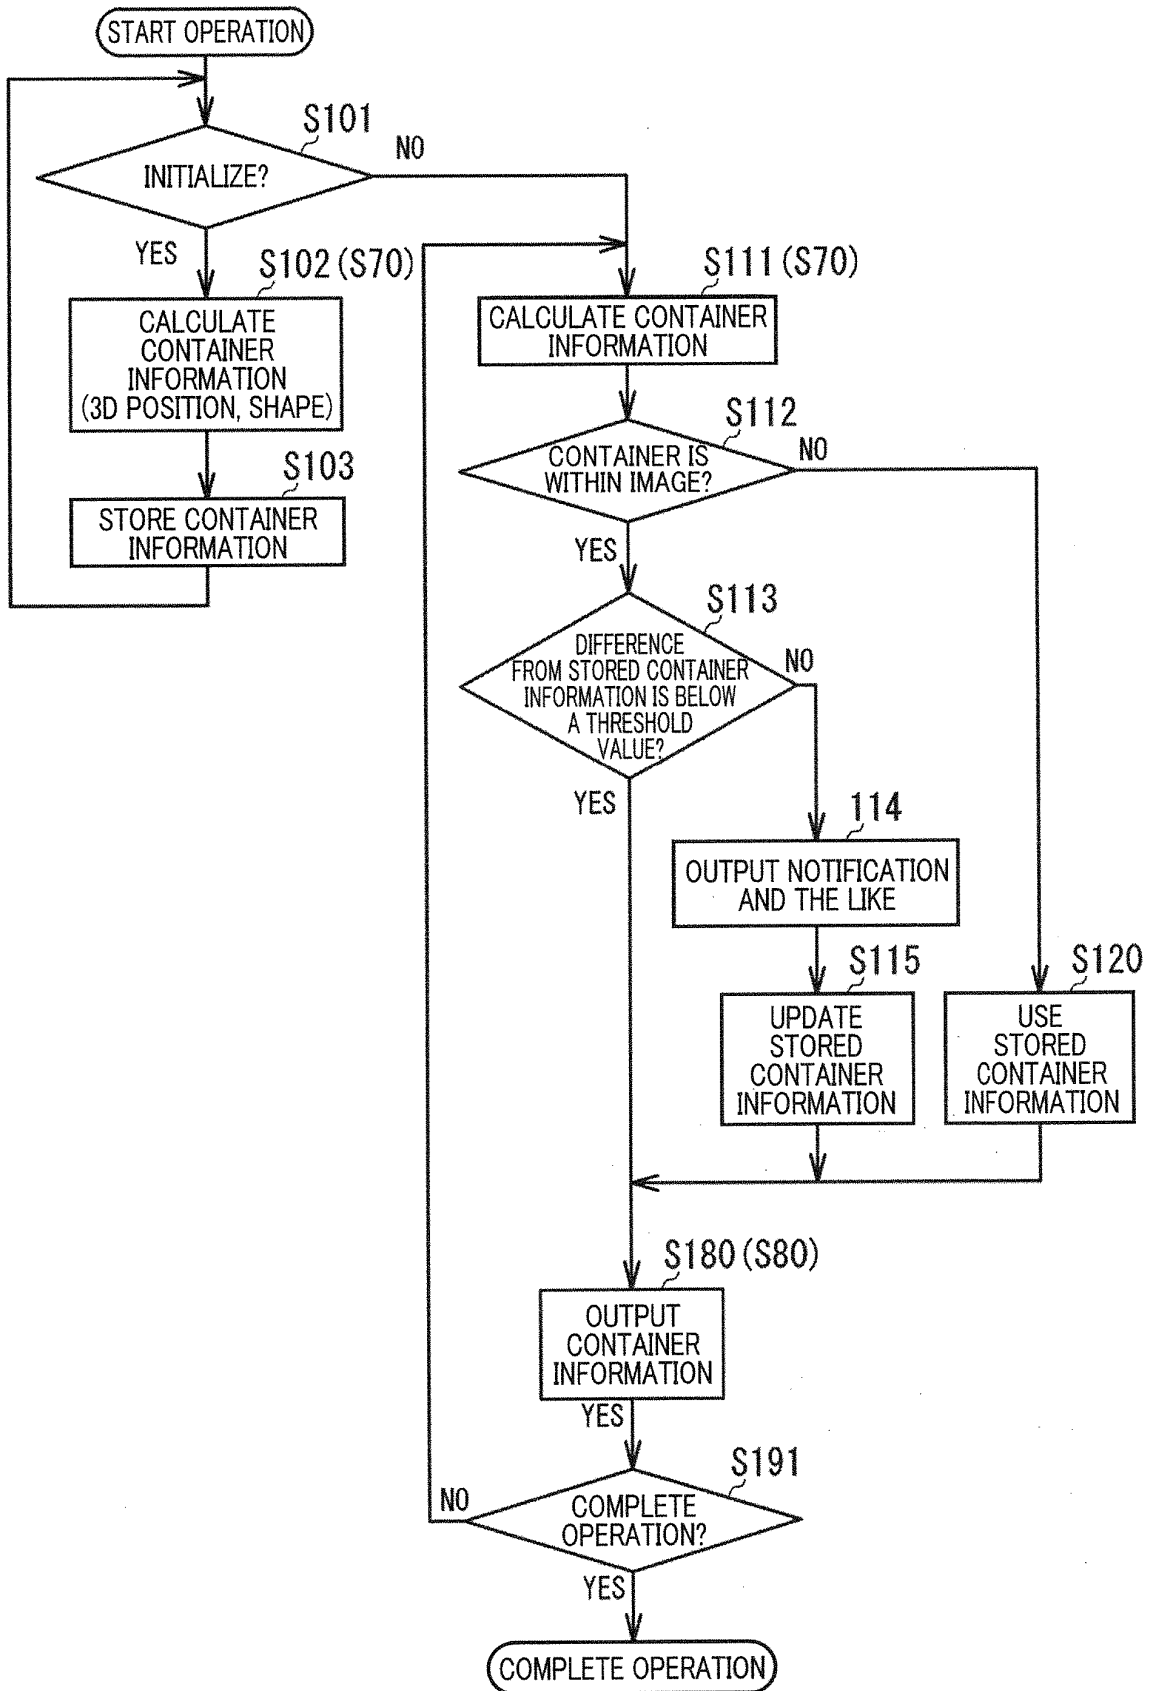 START OPERATION
S101
INITIALIZE?
NO
YES
S102 (S70)
CALCULATE
CONTAINER
INFORMATION
(3D POSITION, SHAPE)
S103
STORE CONTAINER
INFORMATION
S111 (S70)
CALCULATE CONTAINER
INFORMATION
S112
CONTAINER IS
WITHIN IMAGE?
NO
YES
S113
DIFFERENCE
FROM STORED CONTAINER
INFORMATION IS BELOW
A THRESHOLD
VALUE?
NO
YES
114
OUTPUT NOTIFICATION
AND THE LIKE
S115
UPDATE
STORED
CONTAINER
INFORMATION
S120
USE
STORED
CONTAINER
INFORMATION
S180 (S80)
OUTPUT
CONTAINER
INFORMATION
YES
S191
COMPLETE
OPERATION?
NO
YES
COMPLETE OPERATION